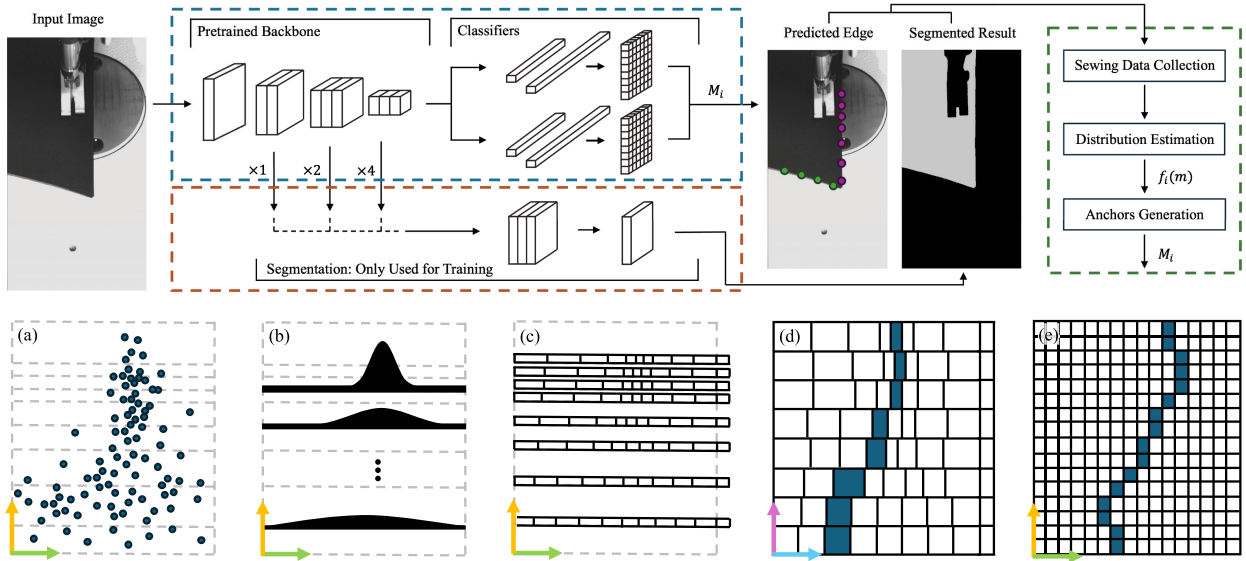 Input Image
Pretrained Backbone
Classifiers
Predicted Edge
Segmented Result
Sewing Data Collection
M_i
Distribution Estimation
×1
×2
×4
f_i(m)
Anchors Generation
M_i
Segmentation: Only Used for Training
(a)
(b)
(c)
(d)
(e)